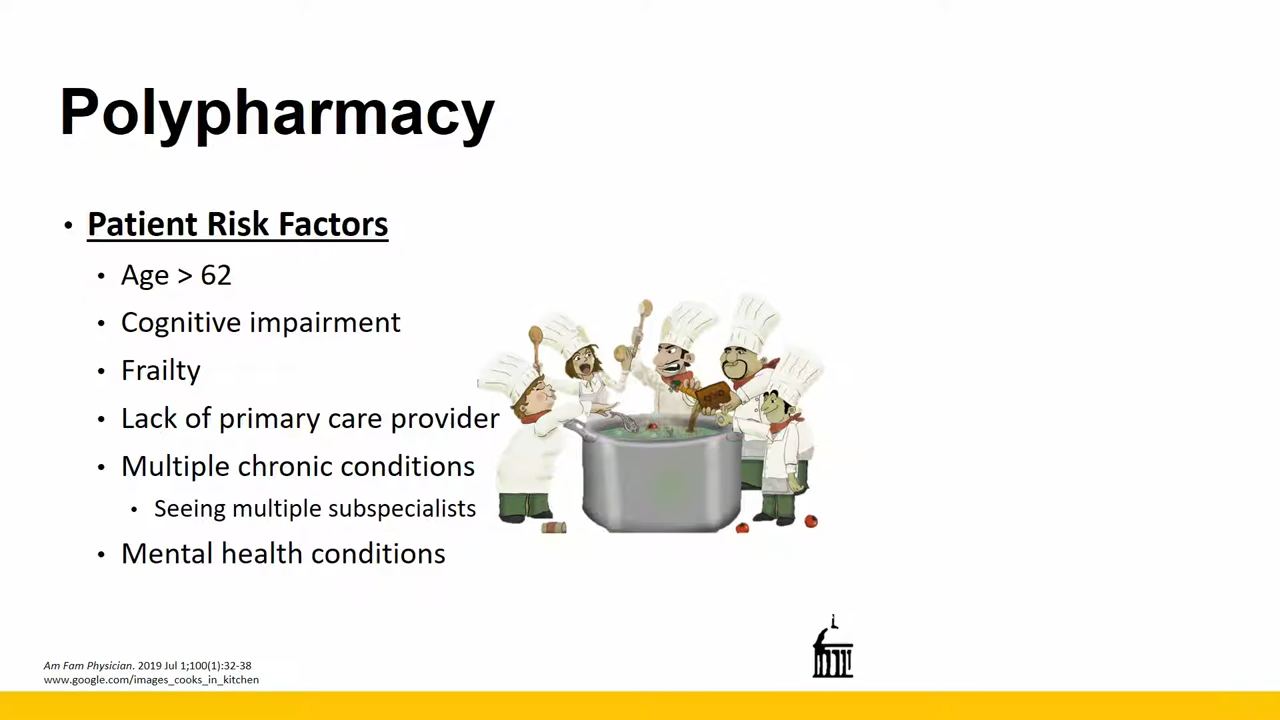 Polypharmacy
• Patient Risk Factors
• Age > 62
• Cognitive impairment
• Frailty
• Lack of primary care provider
• Multiple chronic conditions
• Seeing multiple subspecialists
• Mental health conditions
Am Fam Physician. 2019 Jul 1;100(1):32-38
www.google.com/images_cooks_in_kitchen